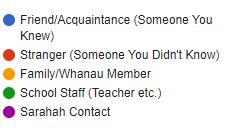 Friend/Acquaintance (Someone You
Knew)
Stranger (Someone You Didn't Know)
Family/Whanau Member
School Staff (Teacher etc.)
Sarahah Contact